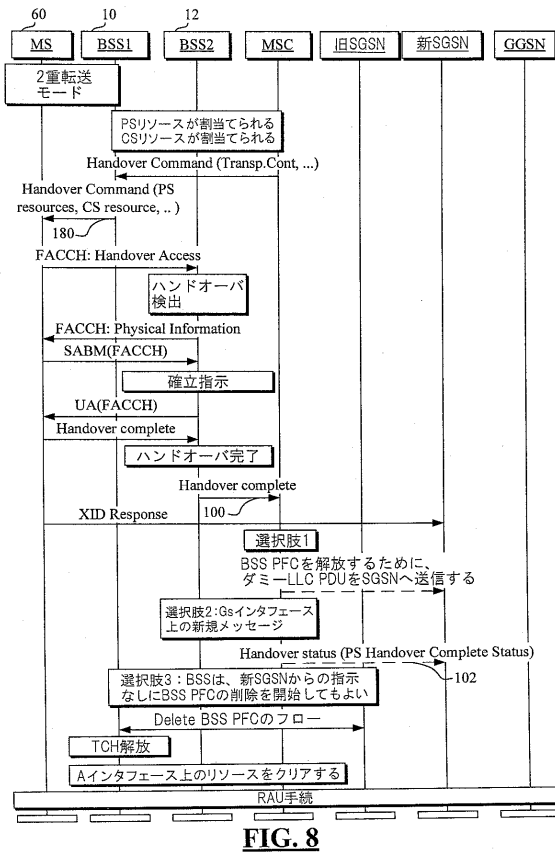 60
10
12
MS
BSS1
BSS2
MSC
旧SGSN
新SGSN
GGSN
2重転送
モード
PSリソースが割当てられる
CSリソースが割当てられる
Handover Command (Transp.Cont, ...)
Handover Command (PS
resources, CS resource, .. )
180
FACCH: Handover Access
ハンドオーバ
検出
FACCH: Physical Information
SABM(FACCH)
確立指示
UA(FACCH)
Handover complete
ハンドオーバ完了
Handover complete
100
XID Response
選択肢1
BSS PFCを解放するために、
ダミーLLC PDUをSGSNへ送信する
選択肢2:Gsインタフェース
上の新規メッセージ
Handover status (PS Handover Complete Status)
102
選択肢3:BSSは、新SGSNからの指示
なしにBSS PFCの削除を開始してもよい
Delete BSS PFCのフロー
TCH解放
Aインタフェース上のリソースをクリアする
RAU手続
FIG. 8